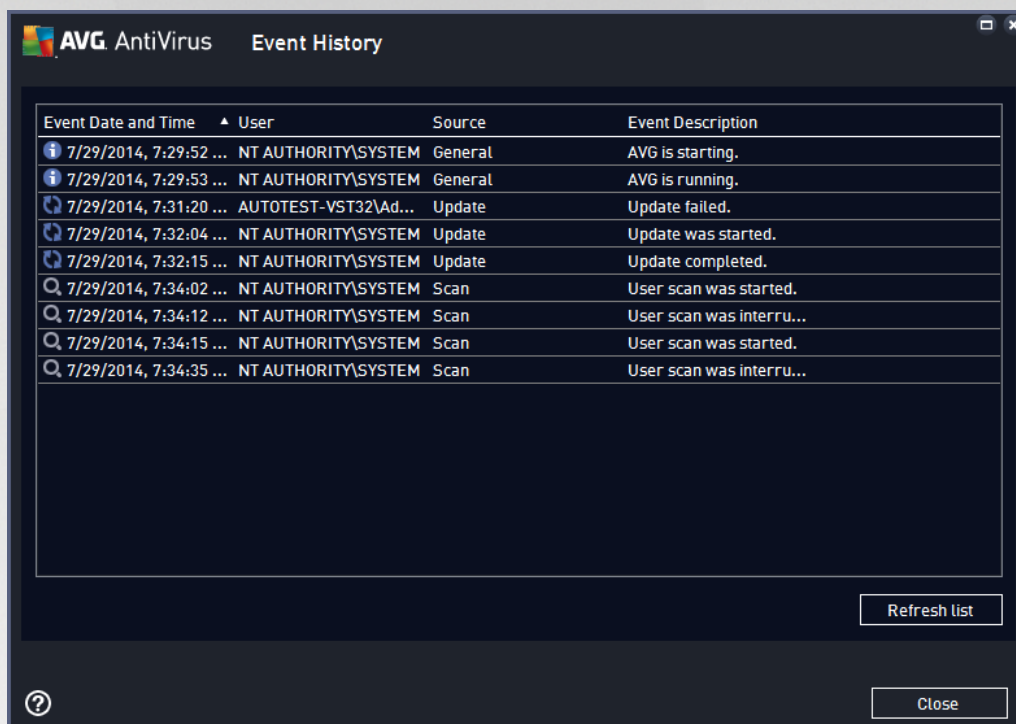 AVG. AntiVirus Event History
Event Date and Time User Source Event Description
7/29/2014, 7:29:52 ... NT AUTHORITY\SYSTEM General AVG is starting.
7/29/2014, 7:29:53 ... NT AUTHORITY\SYSTEM General AVG is running.
7/29/2014, 7:31:20 ... AUTOTEST-VST32\Ad... Update Update failed.
7/29/2014, 7:32:04 ... NT AUTHORITY\SYSTEM Update Update was started.
7/29/2014, 7:32:15 ... NT AUTHORITY\SYSTEM Update Update completed.
7/29/2014, 7:34:02 ... NT AUTHORITY\SYSTEM Scan User scan was started.
7/29/2014, 7:34:12 ... NT AUTHORITY\SYSTEM Scan User scan was interru...
7/29/2014, 7:34:15 ... NT AUTHORITY\SYSTEM Scan User scan was started.
7/29/2014, 7:34:35 ... NT AUTHORITY\SYSTEM Scan User scan was interru...
Refresh list
Close